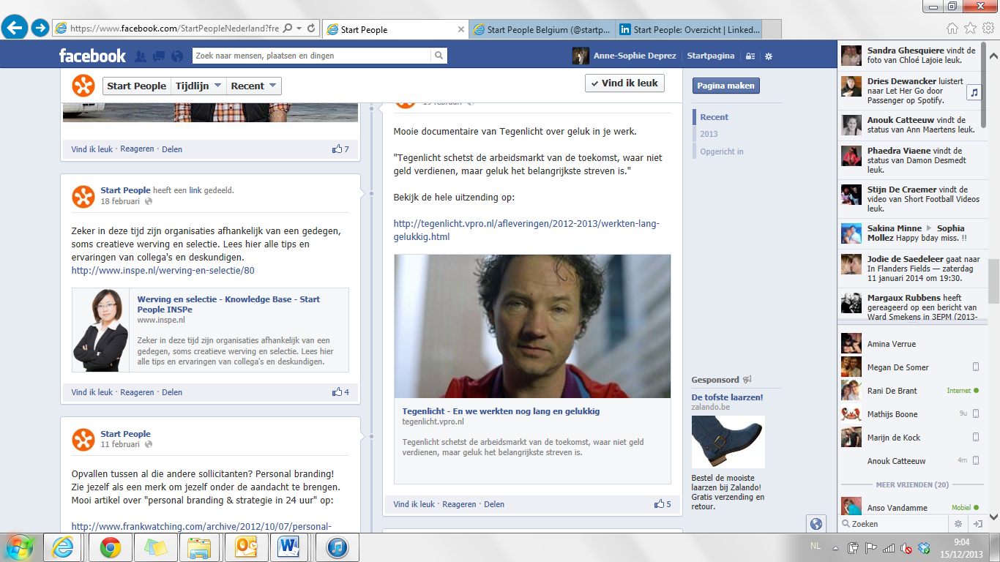 https://www.facebook.com/StartPeopleNederland?fre
Start People
Start People Belgium (@startp...
Start People: Overzicht | Linked...
facebook
Zoek naar mensen, plaatsen en dingen
Anne-Sophie Deprez
Startpagina
Start People
Tijdlijn
Recent
Vind ik leuk
Pagina maken
Recent
2013
Opgericht in
Vind ik leuk · Reageren · Delen
7
Start People heeft een link gedeeld.
18 februari
Zeker in deze tijd zijn organisaties afhankelijk van een gedegen,
soms creatieve werving en selectie. Lees hier alle tips en
ervaringen van collega's en deskundigen.
http://www.inspe.nl/werving-en-selectie/80
Werving en selectie - Knowledge Base - Start
People INSPe
www.inspe.nl
Zeker in deze tijd zijn organisaties afhankelijk van een
gedegen, soms creatieve werving en selectie. Lees hier
alle tips en ervaringen van collega's en deskundigen.
Vind ik leuk · Reageren · Delen
4
Start People
11 februari
Opvallen tussen al die andere sollicitanten? Personal branding!
Zie jezelf als een merk om jezelf onder de aandacht te brengen.
Mooi artikel over "personal branding & strategie in 24 uur" op:
http://www.frankwatching.com/archive/2012/10/07/personal-
19 februari
Mooie documentaire van Tegenlicht over geluk in je werk.
"Tegenlicht schetst de arbeidsmarkt van de toekomst, waar niet
geld verdienen, maar geluk het belangrijkste streven is."
Bekijk de hele uitzending op:
http://tegenlicht.vpro.nl/afleveringen/2012-2013/werkten-lang-
gelukkig.html
Tegenlicht - En we werkten nog lang en gelukkig
tegenlicht.vpro.nl
Tegenlicht schetst de arbeidsmarkt van de toekomst, waar niet geld
verdienen, maar geluk het belangrijkste streven is.
Vind ik leuk · Reageren · Delen
5
Gesponsord
De tofste laarzen!
zalando.be
Bestel de mooiste
laarzen bij Zalando!
Gratis verzending en
retour.
Sandra Ghesquiere vindt de
foto van Chloé Lajoie leuk.
Dries Dewancker luistert
naar Let Her Go door
Passenger op Spotify.
Anouk Catteeuw vindt de
status van Ann Maertens leuk.
Phaedra Viaene vindt de
status van Damon Desmedt
leuk.
Stijn De Craemer vindt de
video van Short Football Videos
leuk.
Sakina Minne Sophia
Mollez Happy bday miss. !!
Jodie de Saedeleer gaat naar
In Flanders Fields — zaterdag
11 januari 2014 om 19:30.
Margaux Rubbens heeft
gereageerd op een bericht van
Ward Smekens in 3EPM (2013-
Amina Verrue
Megan De Somer
Rani De Brant
Internet
Mathijs Boone
9u
Marijn de Kock
Anouk Catteeuw
4m
MEER VRIENDEN (20)
Anso Vandamme
Mobiel
Zoeken
NL
9:04
15/12/2013